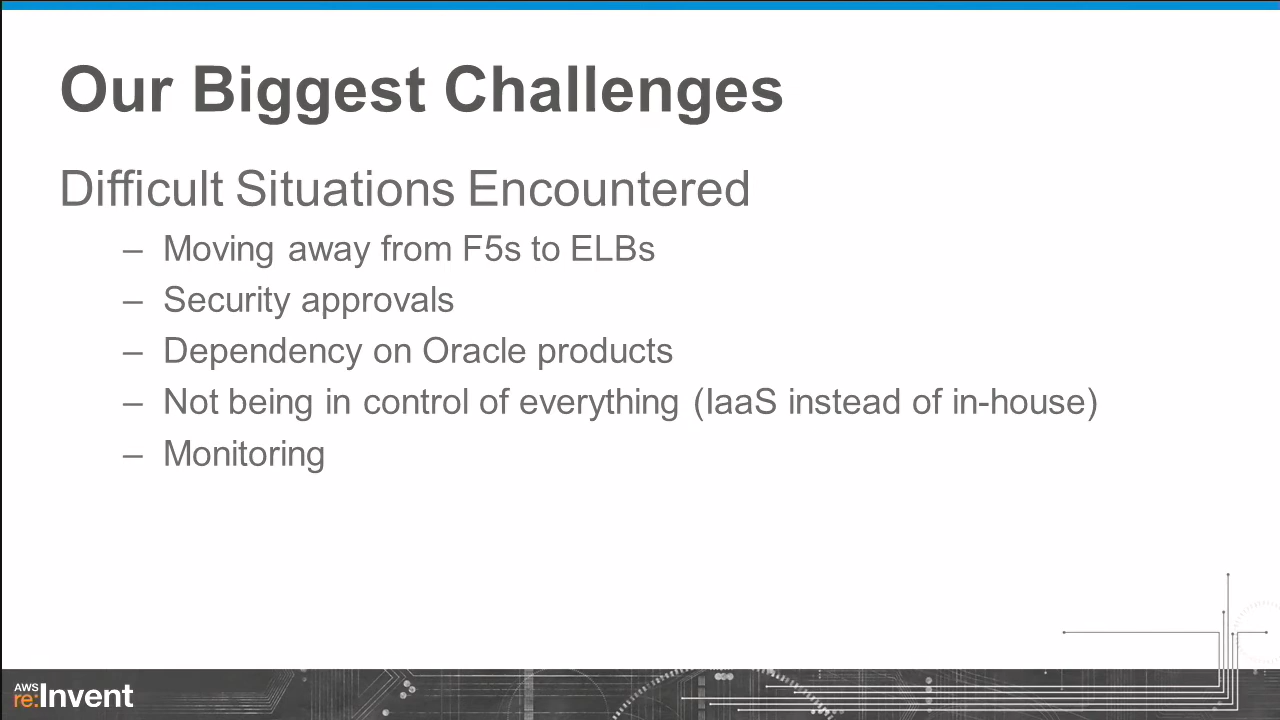 Our Biggest Challenges
Difficult Situations Encountered
– Moving away from F5s to ELBs
– Security approvals
– Dependency on Oracle products
– Not being in control of everything (IaaS instead of in-house)
– Monitoring
AWS
re:Invent